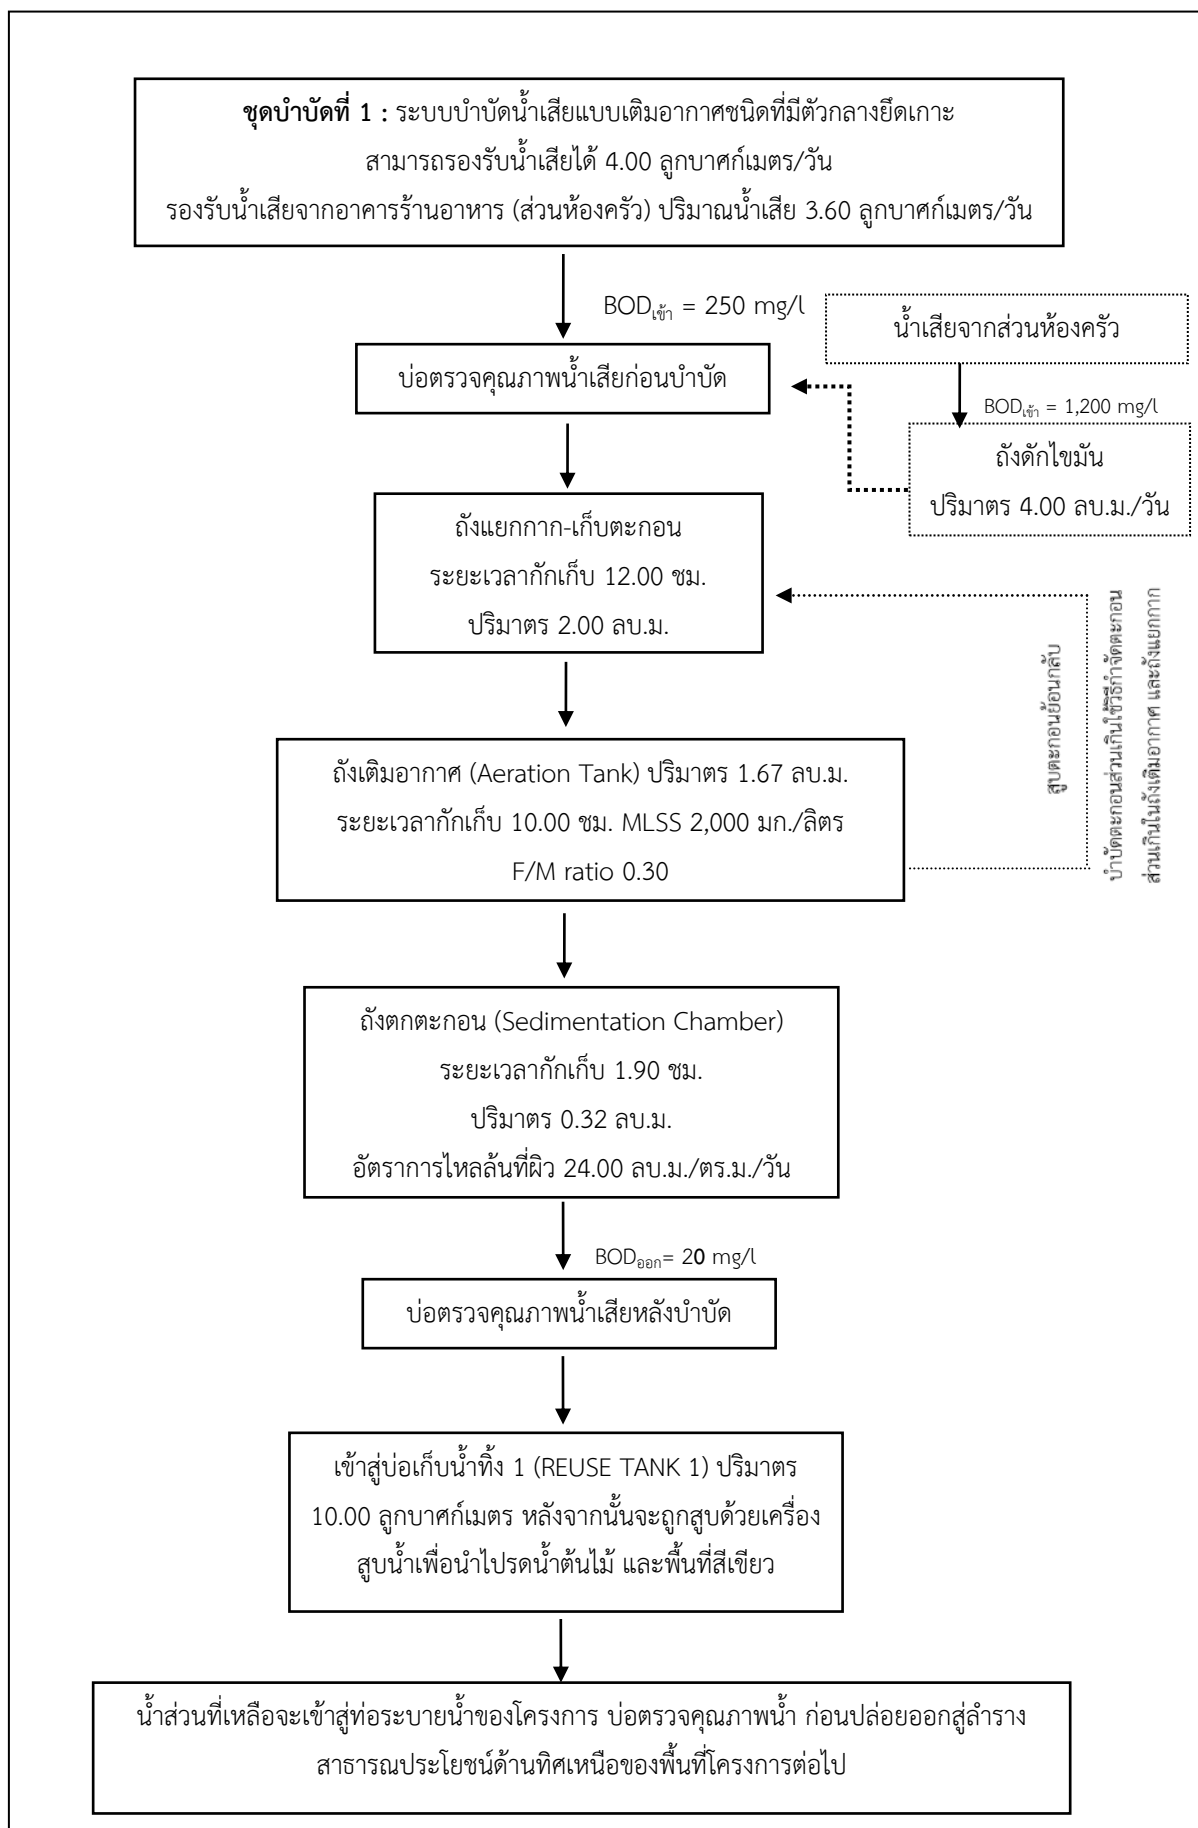 ชุดบำบัดที่ 1 : ระบบบำบัดน้ำเสียแบบเติมอากาศชนิดที่มีตัวกลางยึดเกาะ
สามารถรองรับน้ำเสียได้ 4.00 ลูกบาศก์เมตร/วัน
รองรับน้ำเสียจากอาคารร้านอาหาร (ส่วนห้องครัว) ปริมาณน้ำเสีย 3.60 ลูกบาศก์เมตร/วัน
BODเข้า = 250 mg/l
น้ำเสียจากส่วนห้องครัว
บ่อตรวจคุณภาพน้ำเสียก่อนบำบัด
BODเข้า = 1,200 mg/l
ถังดักไขมัน
ปริมาตร 4.00 ลบ.ม./วัน
ถังแยกกาก-เก็บตะกอน
ระยะเวลากักเก็บ 12.00 ชม.
ปริมาตร 2.00 ลบ.ม.
สูบตะกอนย้อนกลับ
บำบัดตะกอนส่วนเกินใช้วิธีกำจัดตะกอน
ส่วนเกินในถังเติมอากาศ และถังแยกกาก
ถังเติมอากาศ (Aeration Tank) ปริมาตร 1.67 ลบ.ม.
ระยะเวลากักเก็บ 10.00 ชม. MLSS 2,000 มก./ลิตร
F/M ratio 0.30
ถังตกตะกอน (Sedimentation Chamber)
ระยะเวลากักเก็บ 1.90 ชม.
ปริมาตร 0.32 ลบ.ม.
อัตราการไหลล้นที่ผิว 24.00 ลบ.ม./ตร.ม./วัน
BODออก= 20 mg/l
บ่อตรวจคุณภาพน้ำเสียหลังบำบัด
เข้าสู่บ่อเก็บน้ำทิ้ง 1 (REUSE TANK 1) ปริมาตร
10.00 ลูกบาศก์เมตร หลังจากนั้นจะถูกสูบด้วยเครื่อง
สูบน้ำเพื่อนำไปรดน้ำต้นไม้ และพื้นที่สีเขียว
น้ำส่วนที่เหลือจะเข้าสู่ท่อระบายน้ำของโครงการ บ่อตรวจคุณภาพน้ำ ก่อนปล่อยออกสู่ลำราง
สาธารณประโยชน์ด้านทิศเหนือของพื้นที่โครงการต่อไป